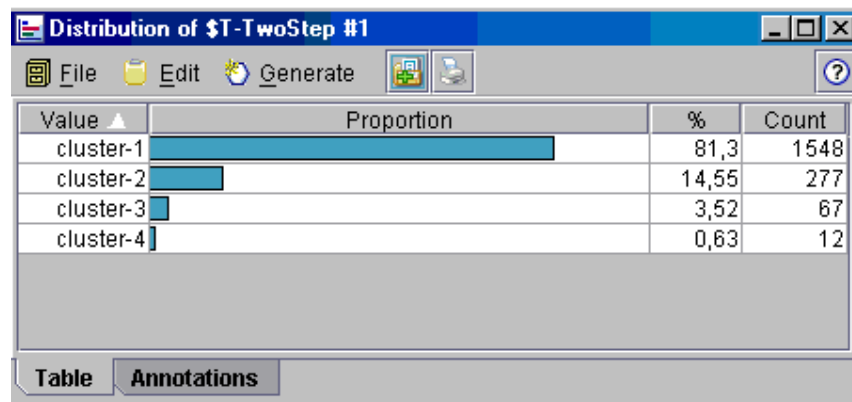 Distribution of $T-TwoStep #1
File Edit Generate
Value Proportion % Count
cluster-1 81,3 1548
cluster-2 14,55 277
cluster-3 3,52 67
cluster-4 0,63 12
Table Annotations